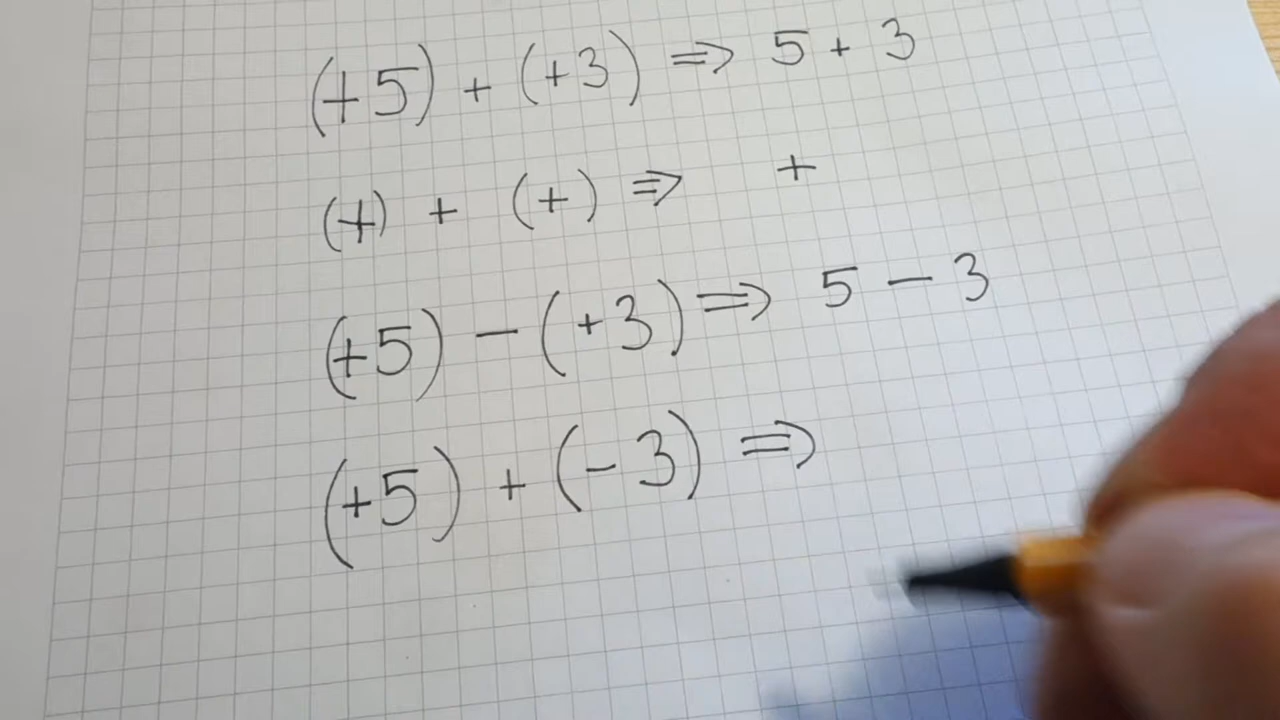 (+5) + (+3) ⇒ 5 + 3
(+) + (+) ⇒ +
(+5) − (+3) ⇒ 5 − 3
(+5) + (−3) ⇒